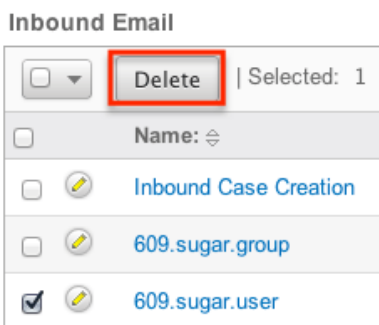 Inbound Email
Delete | Selected: 1
Name:
Inbound Case Creation
609.sugar.group
609.sugar.user